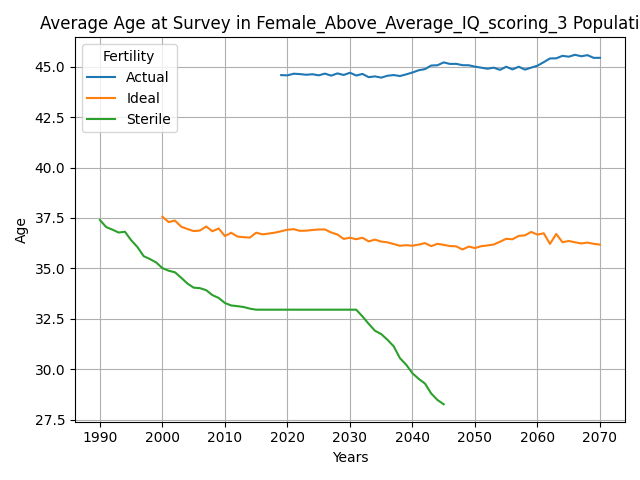 Average Age at Survey in Female_Above_Average_IQ_scoring_3 Populati
Fertility
Actual
Ideal
Sterile
45.0
42.5
40.0
37.5
35.0
32.5
30.0
27.5
Age
1990 2000 2010 2020 2030 2040 2050 2060 2070
Years